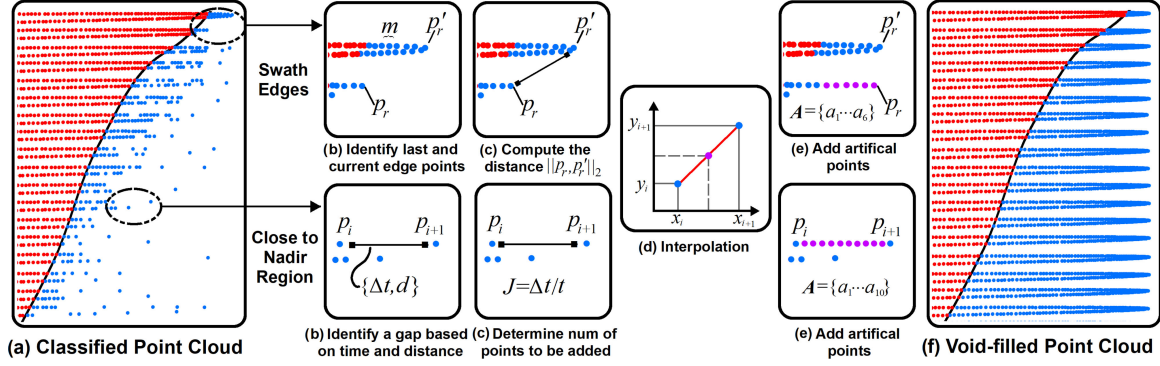 Swath
Edges
m
p'r
pr
(b) Identify last and
current edge points
p'r
(c) Compute the
distance ||pr,p'r||2
yi+1
yi
xi
xi+1
(d) Interpolation
p'r
pr
A={a1···a6}
(e) Add artifical
points
Close to
Nadir
Region
pi
pi+1
{Δt,d}
(b) Identify a gap based
on time and distance
pi
pi+1
J=Δt/t
(c) Determine num of
points to be added
pi
pi+1
A={a1···a10}
(e) Add artifical
points
(a) Classified Point Cloud
(f) Void-filled Point Cloud